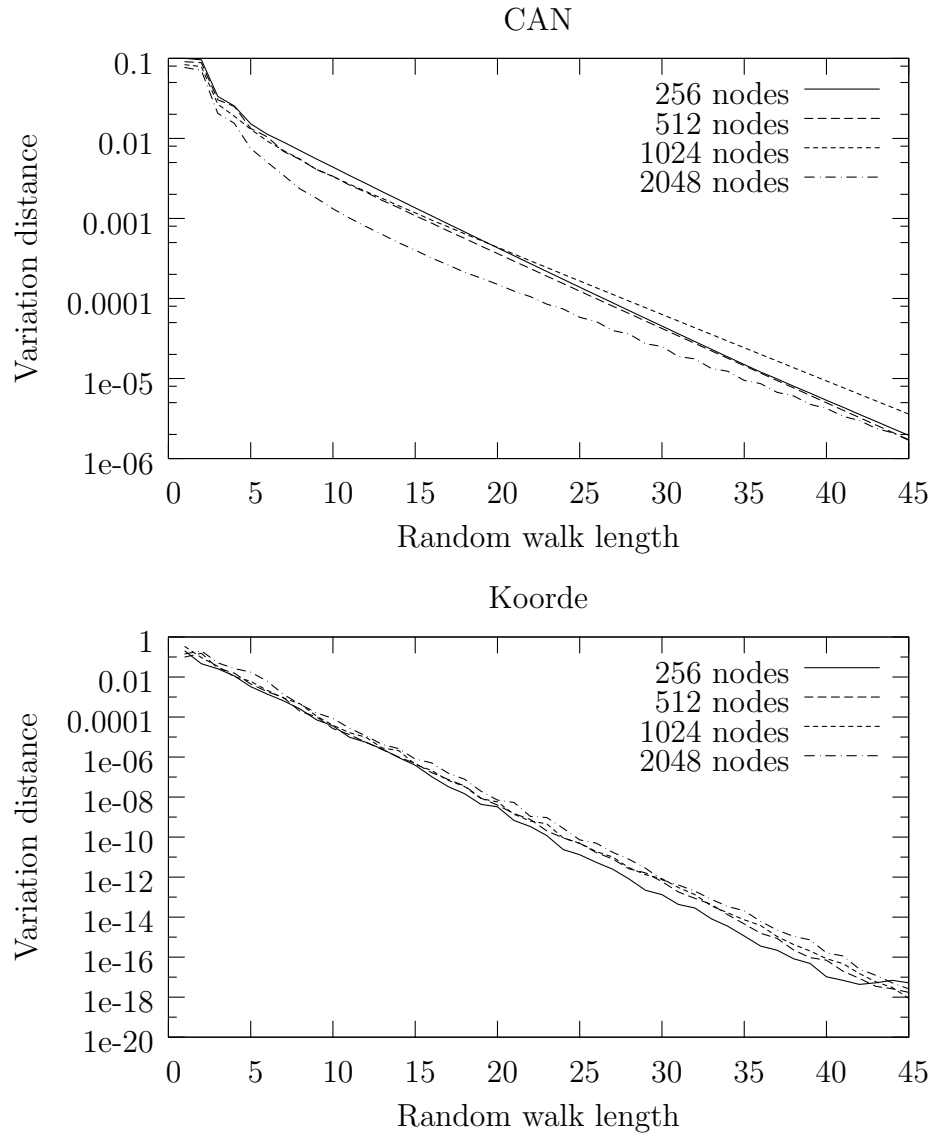 CAN
0.1
0.01
0.001
0.0001
1e-05
1e-06
Variation distance
256 nodes
512 nodes
1024 nodes
2048 nodes
0 5 10 15 20 25 30 35 40 45
Random walk length
Koorde
1
0.01
0.0001
1e-06
1e-08
1e-10
1e-12
1e-14
1e-16
1e-18
1e-20
Variation distance
256 nodes
512 nodes
1024 nodes
2048 nodes
0 5 10 15 20 25 30 35 40 45
Random walk length